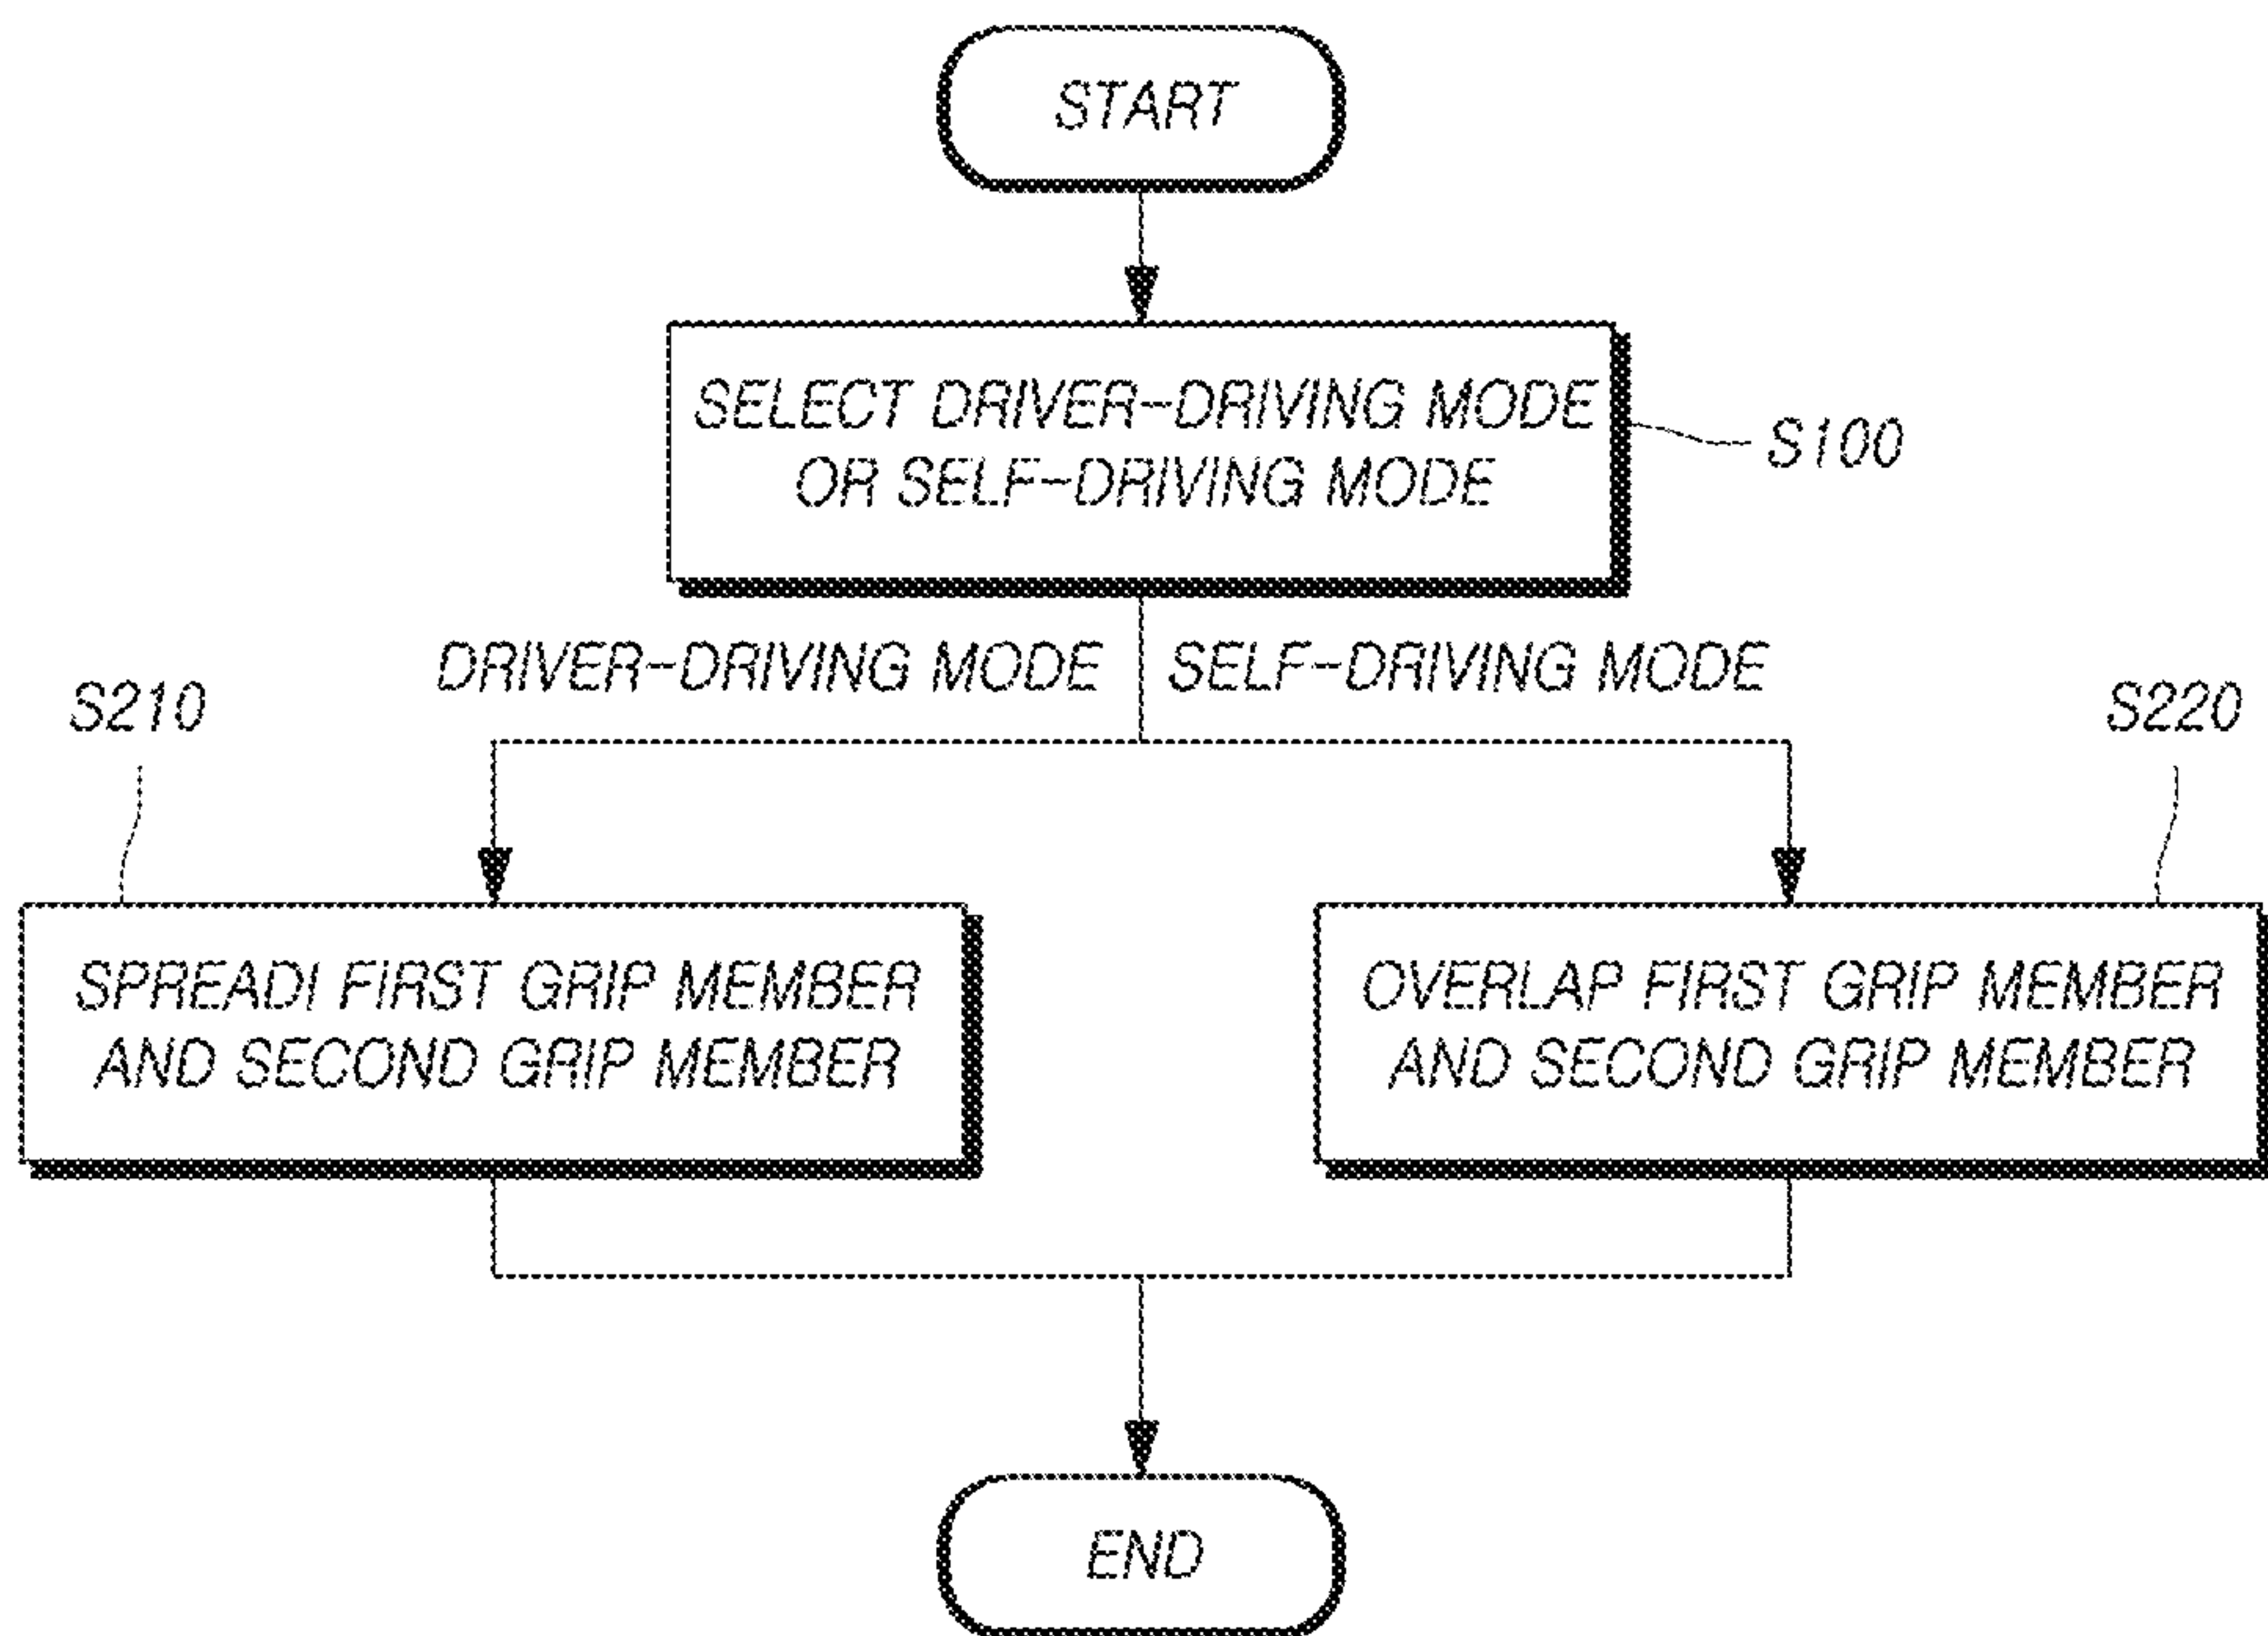 START
SELECT DRIVER-DRIVING MODE
OR SELF-DRIVING MODE
S100
DRIVER-DRIVING MODE
SELF-DRIVING MODE
S210
S220
SPREADI FIRST GRIP MEMBER
AND SECOND GRIP MEMBER
OVERLAP FIRST GRIP MEMBER
AND SECOND GRIP MEMBER
END